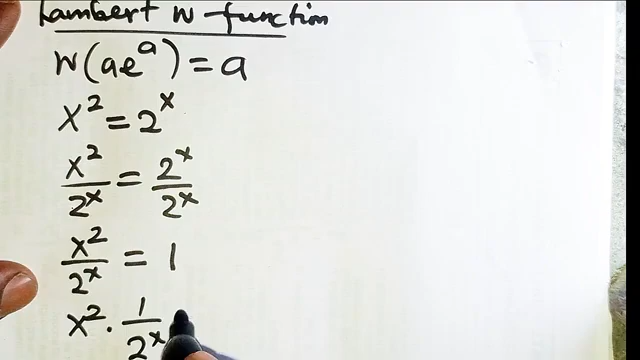 Lambert W-function
W(ae^a) = a
x^2 = 2^x
x^2/2^x = 2^x/2^x
x^2/2^x = 1
x^2 · 1/2^x